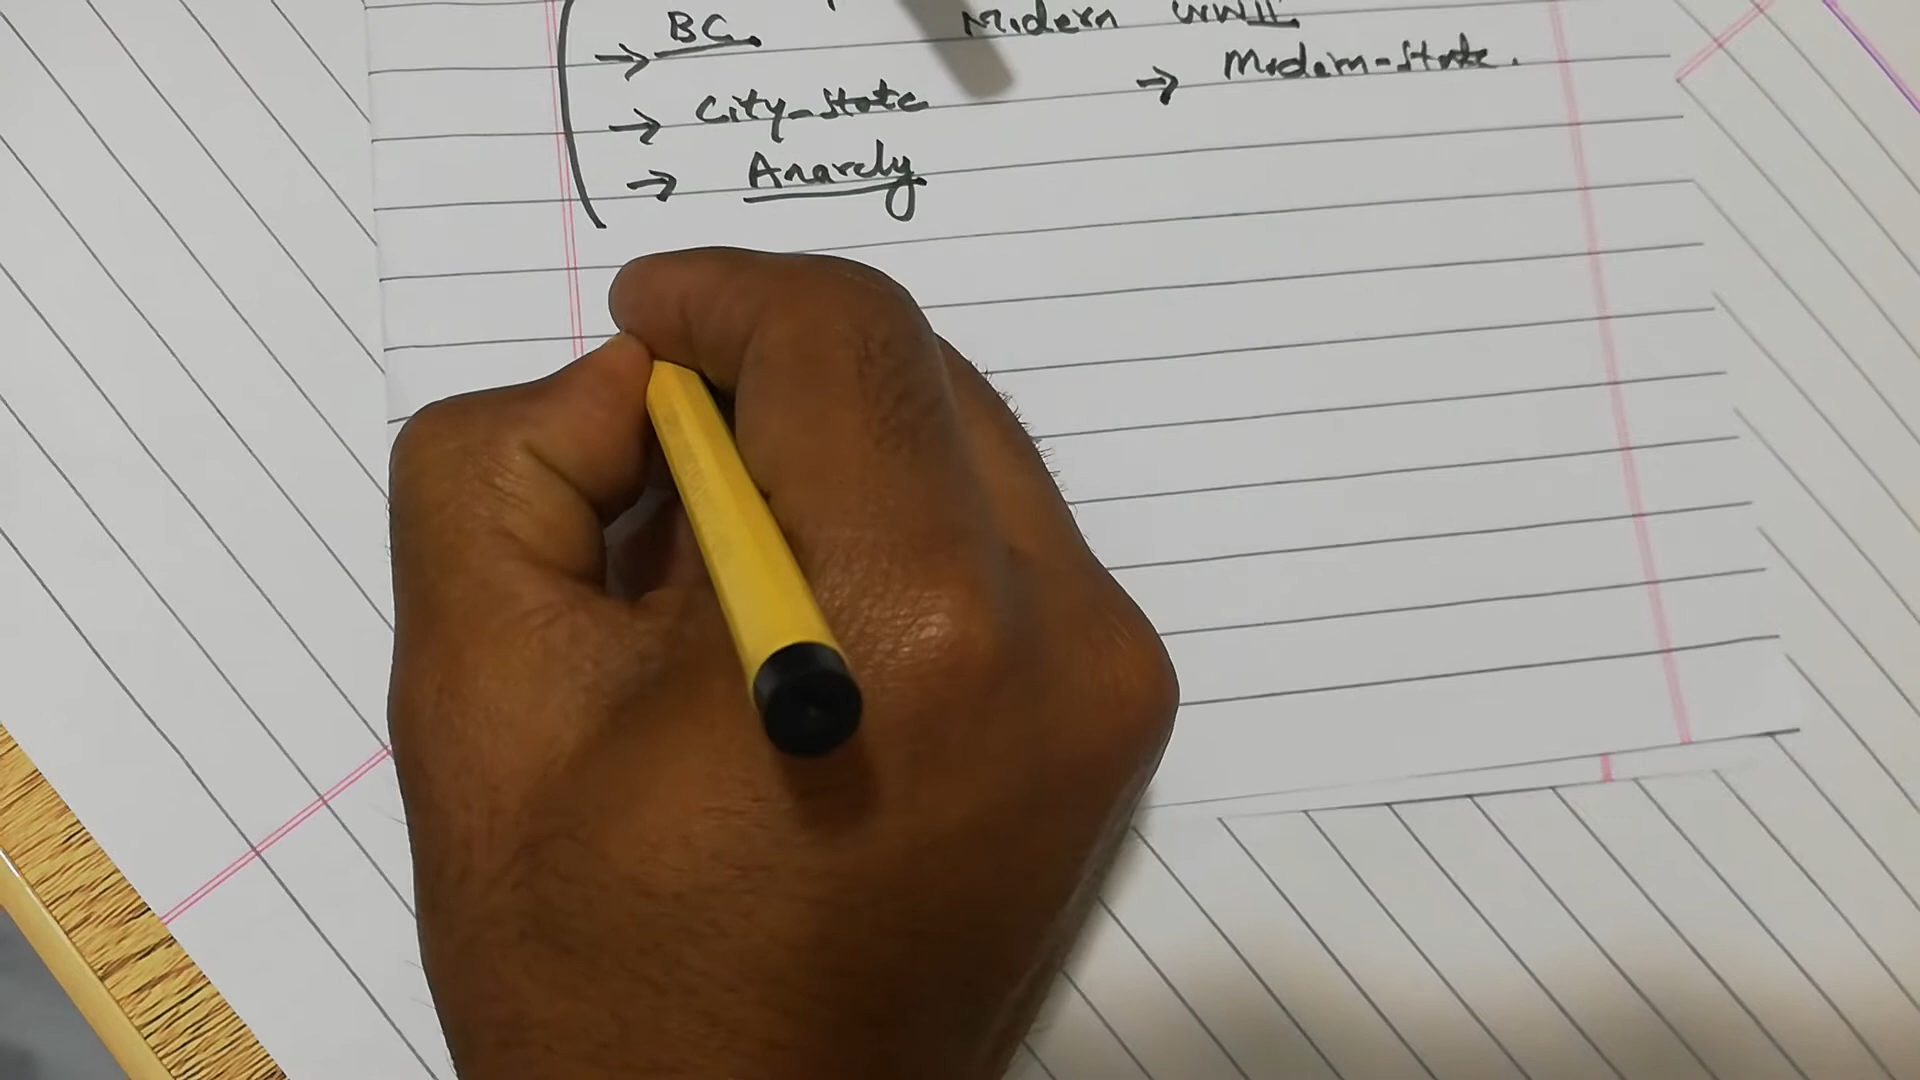 → BC. Modern WWII
→ City-state → Modern-state.
→ Anarchy